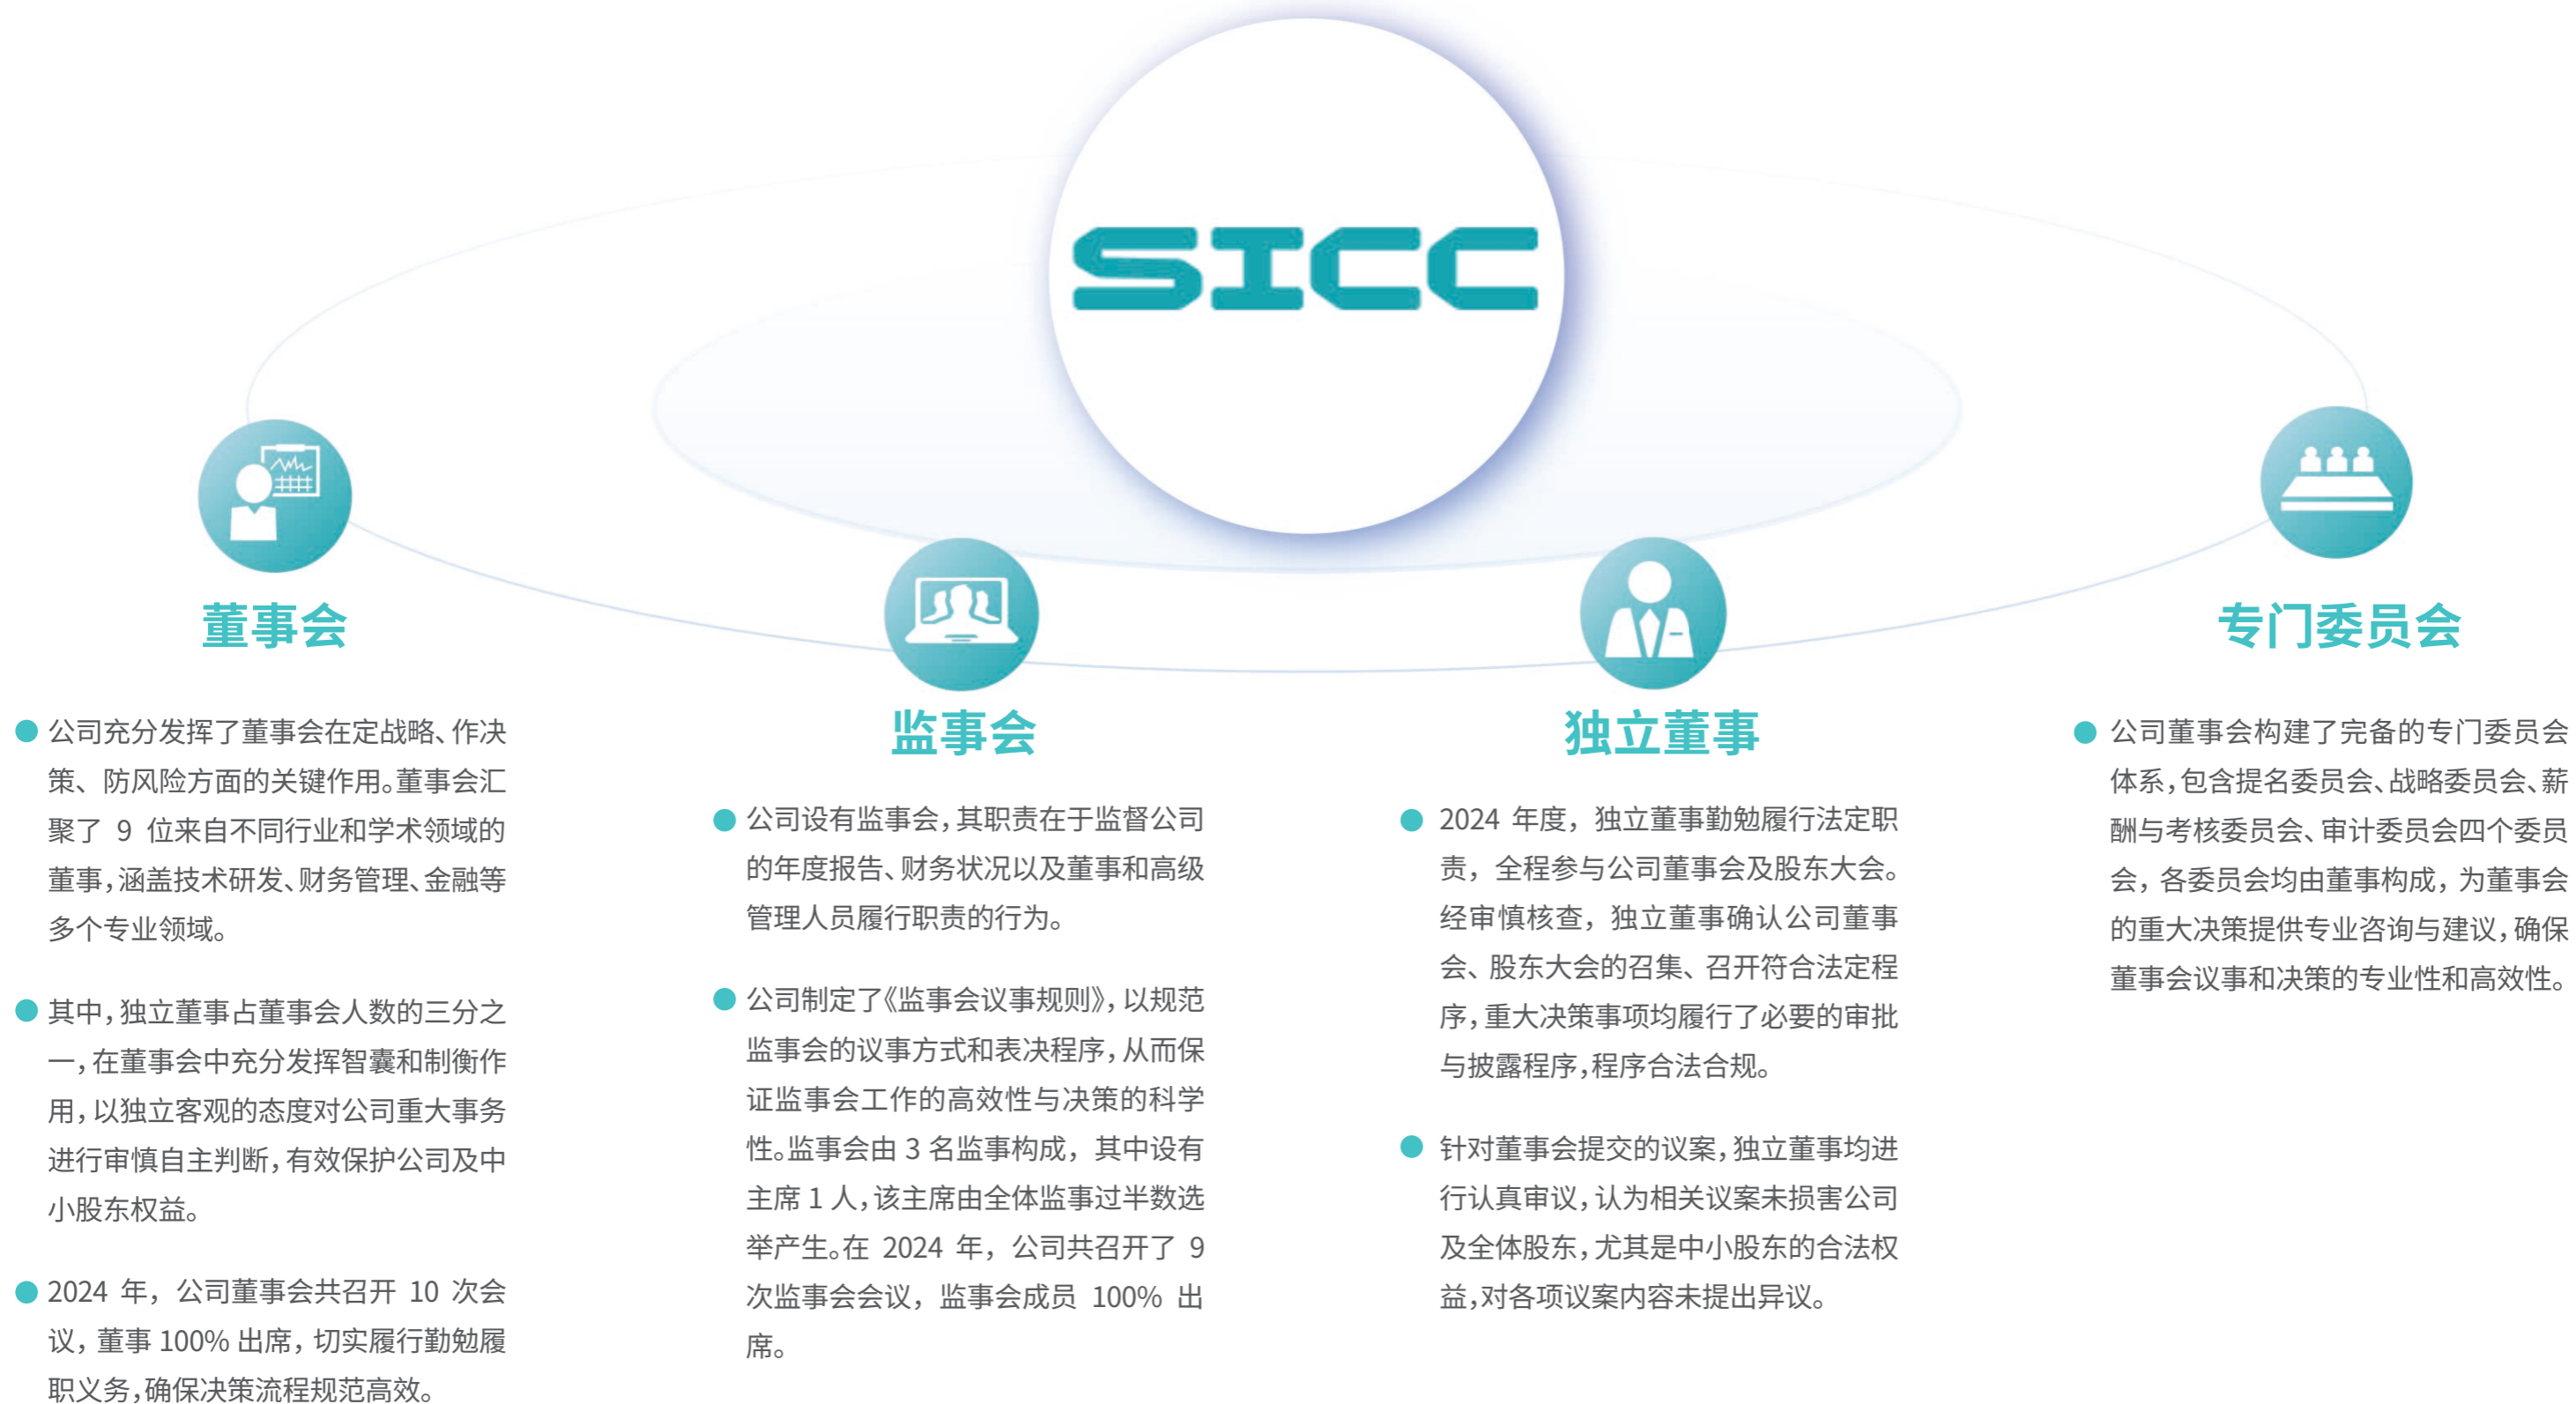 SICC
董事会
公司充分发挥了董事会在定战略、作决
策、防风险方面的关键作用。董事会汇
聚了 9 位来自不同行业和学术领域的
董事，涵盖技术研发、财务管理、金融等
多个专业领域。
其中，独立董事占董事会人数的三分之
一，在董事会中充分发挥智囊和制衡作
用，以独立客观的态度对公司重大事务
进行审慎自主判断，有效保护公司及中
小股东权益。
2024 年，公司董事会共召开 10 次会
议，董事 100% 出席，切实履行勤勉履
职义务，确保决策流程规范高效。
监事会
公司设有监事会，其职责在于监督公司
的年度报告、财务状况以及董事和高级
管理人员履行职责的行为。
公司制定了《监事会议事规则》，以规范
监事会的议事方式和表决程序，从而保
证监事会工作的高效性与决策的科学
性。监事会由 3 名监事构成，其中设有
主席 1 人，该主席由全体监事过半数选
举产生。在 2024 年，公司共召开了 9
次监事会会议，监事会成员 100% 出
席。
独立董事
2024 年度，独立董事勤勉履行法定职
责，全程参与公司董事会及股东大会。
经审慎核查，独立董事确认公司董事
会、股东大会的召集、召开符合法定程
序，重大决策事项均履行了必要的审批
与披露程序，程序合法合规。
针对董事会提交的议案，独立董事均进
行认真审议，认为相关议案未损害公司
及全体股东，尤其是中小股东的合法权
益，对各项议案内容未提出异议。
专门委员会
公司董事会构建了完备的专门委员会
体系，包含提名委员会、战略委员会、薪
酬与考核委员会、审计委员会四个委员
会，各委员会均由董事构成，为董事会
的重大决策提供专业咨询与建议，确保
董事会议事和决策的专业性和高效性。